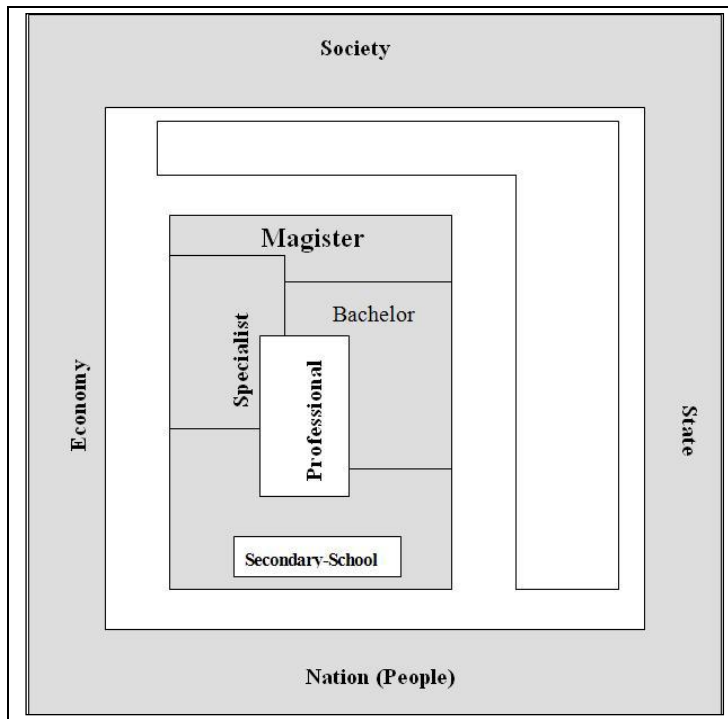 Society
Magister
Bachelor
Specialist
Professional
Economy
State
Secondary-School
Nation (People)